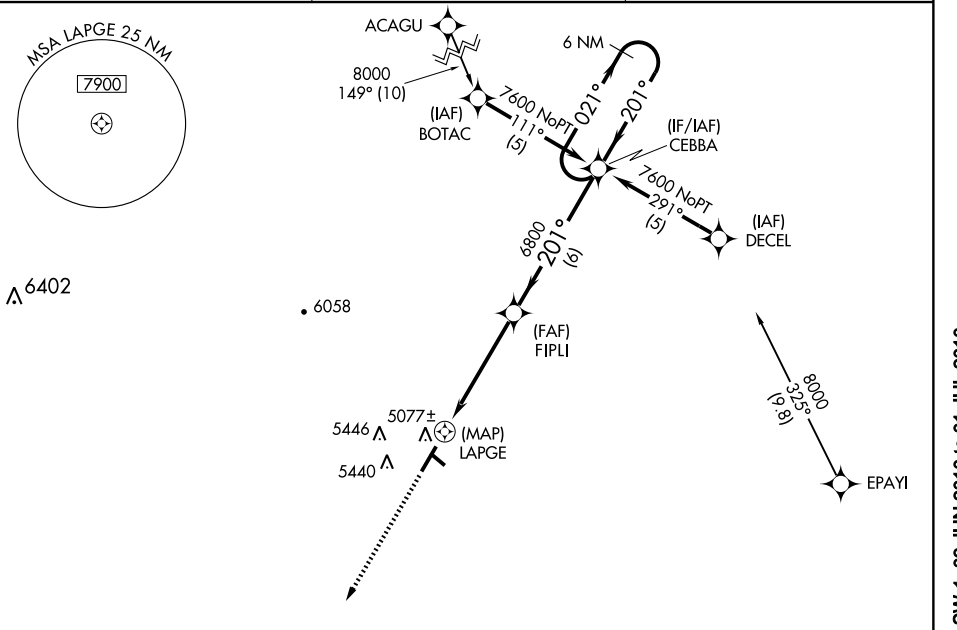 MSA LAPGE 25 NM
7900
ACAGU
8000
149° (10)
(IAF)
BOTAC
7600 NoPT
111°
(5)
6 NM
021°
201°
(IF/IAF)
CEBBA
7600 NoPT
291°
(5)
(IAF)
DECEL
6800
201°
(6)
6402
6058
(FAF)
FIPLI
8000
325°
(9.8)
5077±
5446
5440
(MAP)
LAPGE
EPAYI